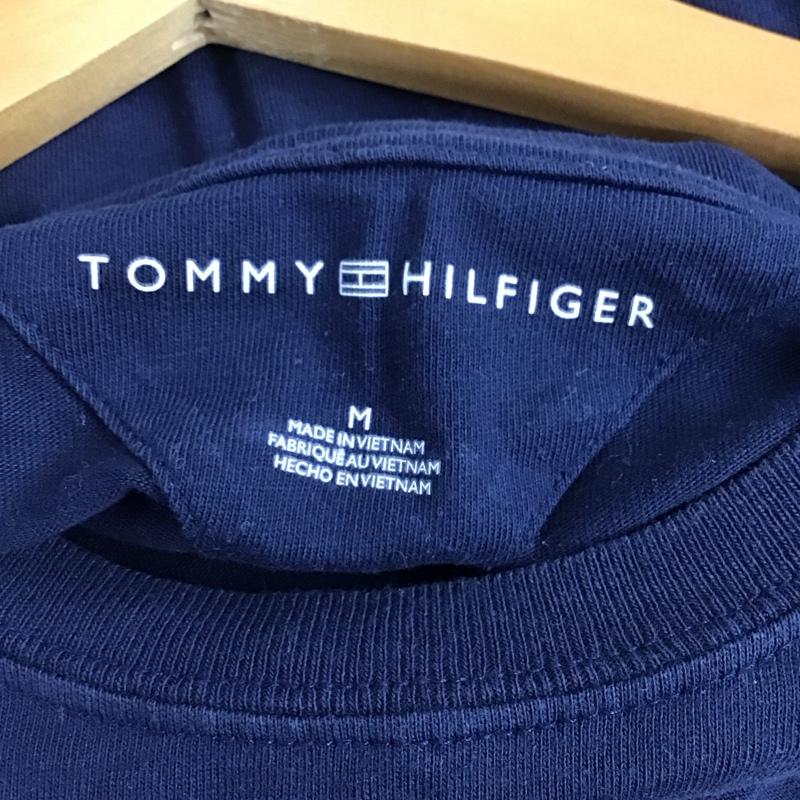 TOMMY HILFIGER
M
MADE IN VIETNAM
FABRIQUÉ AU VIETNAM
HECHO EN VIETNAM